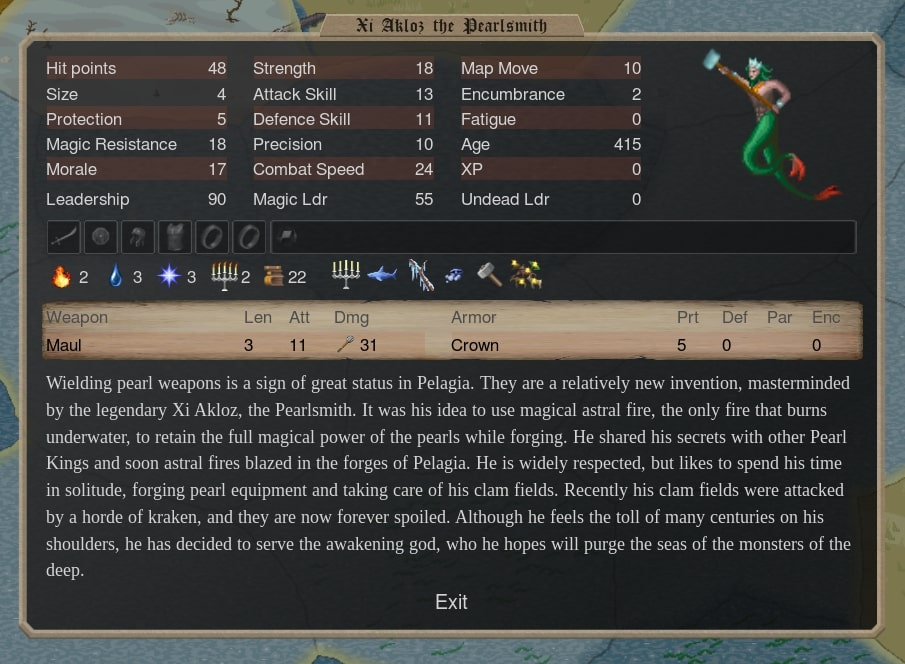 Xi Akloz the Pearlsmith
Hit points 48 Strength 18 Map Move 10
Size 4 Attack Skill 13 Encumbrance 2
Protection 5 Defence Skill 11 Fatigue 0
Magic Resistance 18 Precision 10 Age 415
Morale 17 Combat Speed 24 XP 0
Leadership 90 Magic Ldr 55 Undead Ldr 0
2 3 3 2 22
Weapon Len Att Dmg Armor Prt Def Par Enc
Maul 3 11 31 Crown 5 0 0
Wielding pearl weapons is a sign of great status in Pelagia. They are a relatively new invention, masterminded
by the legendary Xi Akloz, the Pearlsmith. It was his idea to use magical astral fire, the only fire that burns
underwater, to retain the full magical power of the pearls while forging. He shared his secrets with other Pearl
Kings and soon astral fires blazed in the forges of Pelagia. He is widely respected, but likes to spend his time
in solitude, forging pearl equipment and taking care of his clam fields. Recently his clam fields were attacked
by a horde of kraken, and they are now forever spoiled. Although he feels the toll of many centuries on his
shoulders, he has decided to serve the awakening god, who he hopes will purge the seas of the monsters of the
deep.
Exit